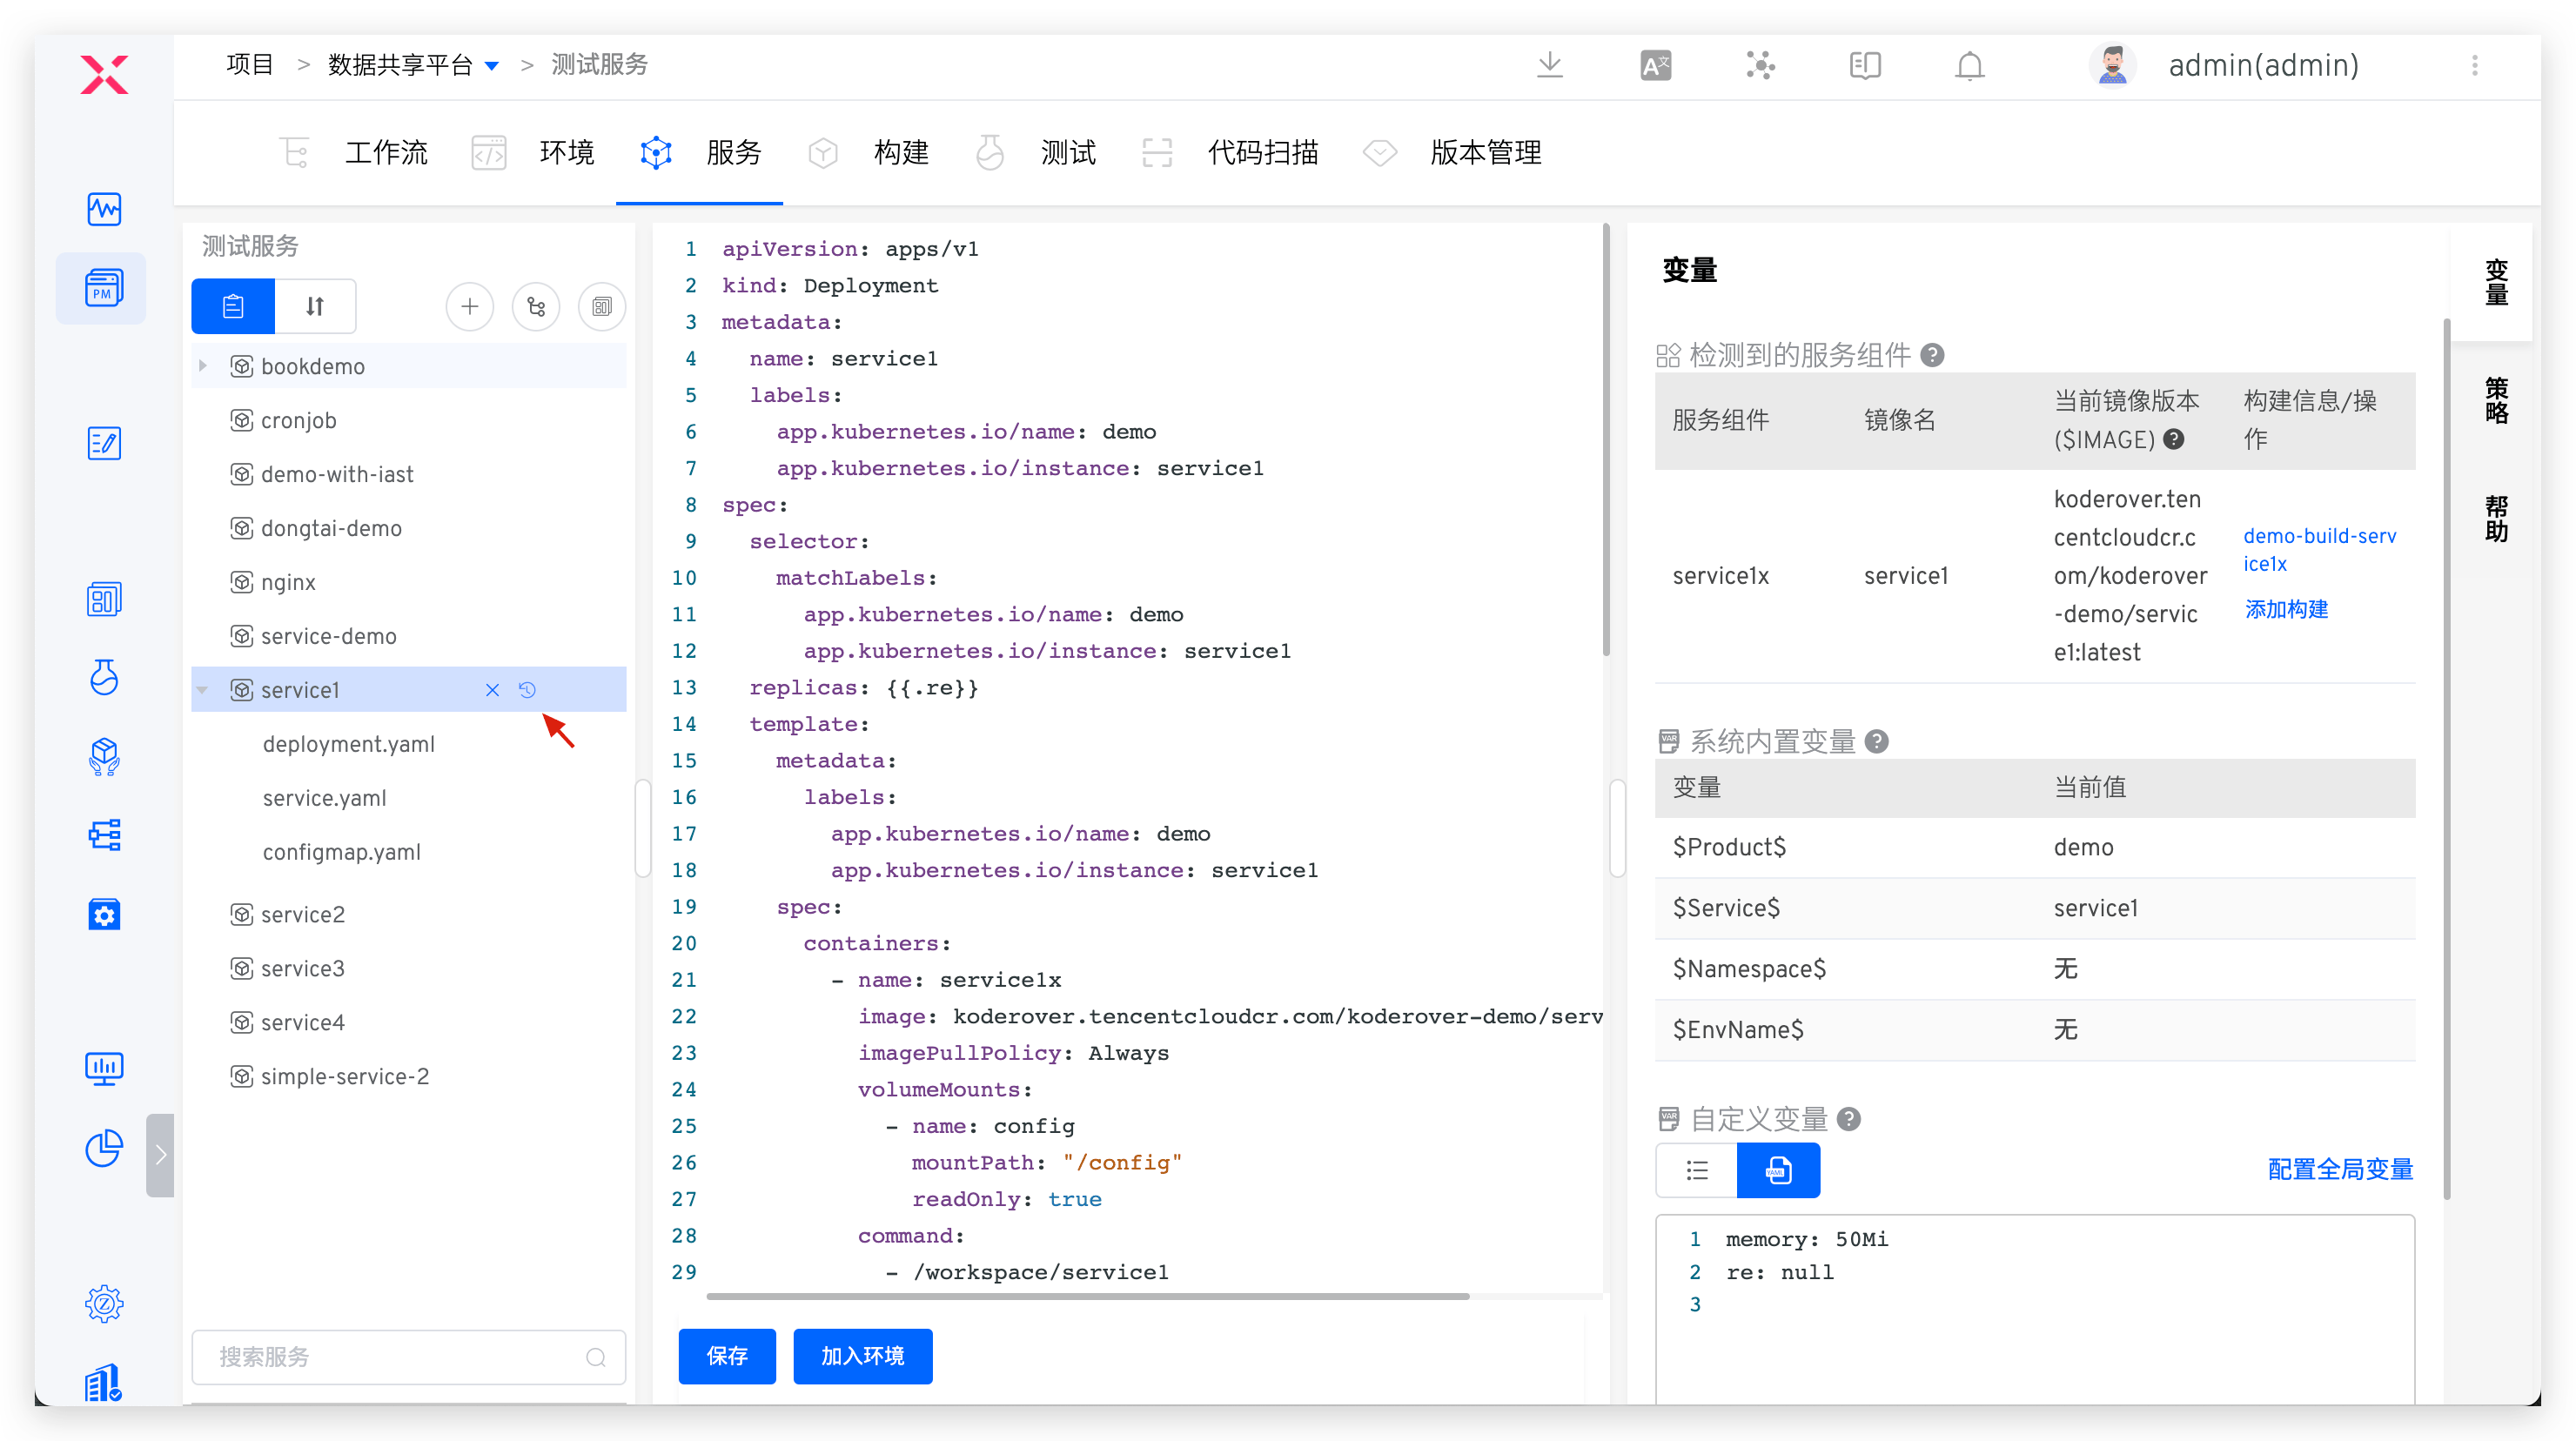 项目 > 数据共享平台 > 测试服务
admin(admin)
工作流 环境 服务 构建 测试 代码扫描 版本管理
PM
测试服务
bookdemo
cronjob
demo-with-iast
dongtai-demo
nginx
service-demo
service1
deployment.yaml
service.yaml
configmap.yaml
service2
service3
service4
simple-service-2
搜索服务
1 apiVersion: apps/v1
2 kind: Deployment
3 metadata:
4 name: service1
5 labels:
6 app.kubernetes.io/name: demo
7 app.kubernetes.io/instance: service1
8 spec:
9 selector:
10 matchLabels:
11 app.kubernetes.io/name: demo
12 app.kubernetes.io/instance: service1
13 replicas: {{.re}}
14 template:
15 metadata:
16 labels:
17 app.kubernetes.io/name: demo
18 app.kubernetes.io/instance: service1
19 spec:
20 containers:
21 - name: service1x
22 image: koderover.tencentcloudcr.com/koderover-demo/serv
23 imagePullPolicy: Always
24 volumeMounts:
25 - name: config
26 mountPath: "/config"
27 readOnly: true
28 command:
29 - /workspace/service1
保存 加入环境
变量
检测到的服务组件 ?
服务组件 镜像名 当前镜像版本 ($IMAGE) ? 构建信息/操作
service1x service1
koderover.ten
centcloudcr.c
om/koderover
-demo/servic
e1:latest
demo-build-serv
ice1x
添加构建
系统内置变量 ?
变量 当前值
$Product$ demo
$Service$ service1
$Namespace$ 无
$EnvName$ 无
自定义变量 ?
YAML
配置全局变量
1 memory: 50Mi
2 re: null
3
变量
策略
帮助